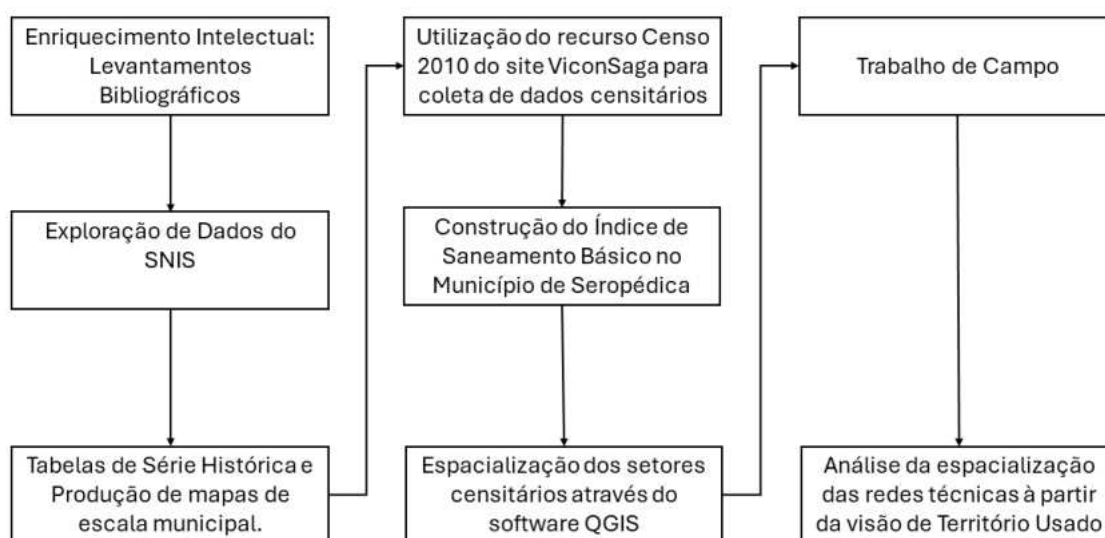 Enriquecimento Intelectual:
Levantamentos
Bibliográficos
Exploração de Dados do
SNIS
Tabelas de Série Histórica e
Produção de mapas de
escala municipal.
Utilização do recurso Censo
2010 do site ViconSaga para
coleta de dados censitários
Construção do Índice de
Saneamento Básico no
Município de Seropédica
Espacialização dos setores
censitários através do
software QGIS
Trabalho de Campo
Análise da espacialização
das redes técnicas à partir
da visão de Território Usado